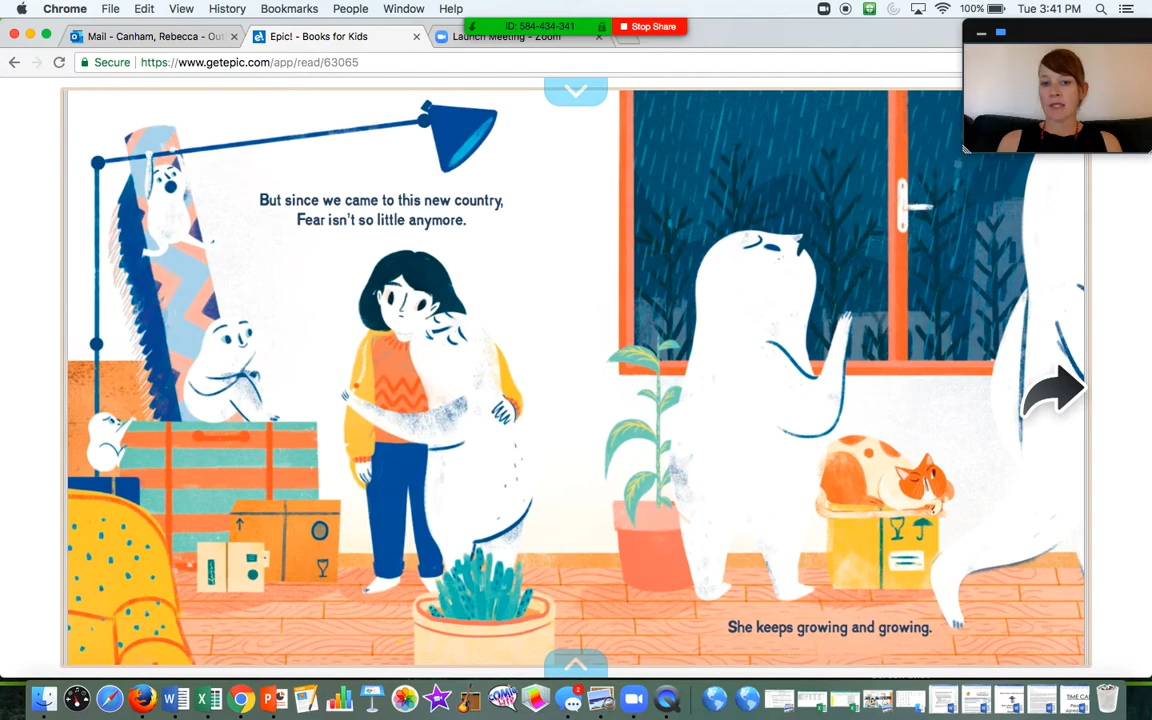 Chrome File Edit View History Bookmarks People Window Help
100% Tue 3:41 PM
ID: 584-434-341 Stop Share
Mail - Canham, Rebecca - Out
Epic! - Books for Kids
Launch Meeting - Zoom
Secure https://www.getepic.com/app/read/63065
But since we came to this new country,
Fear isn't so little anymore.
She keeps growing and growing.